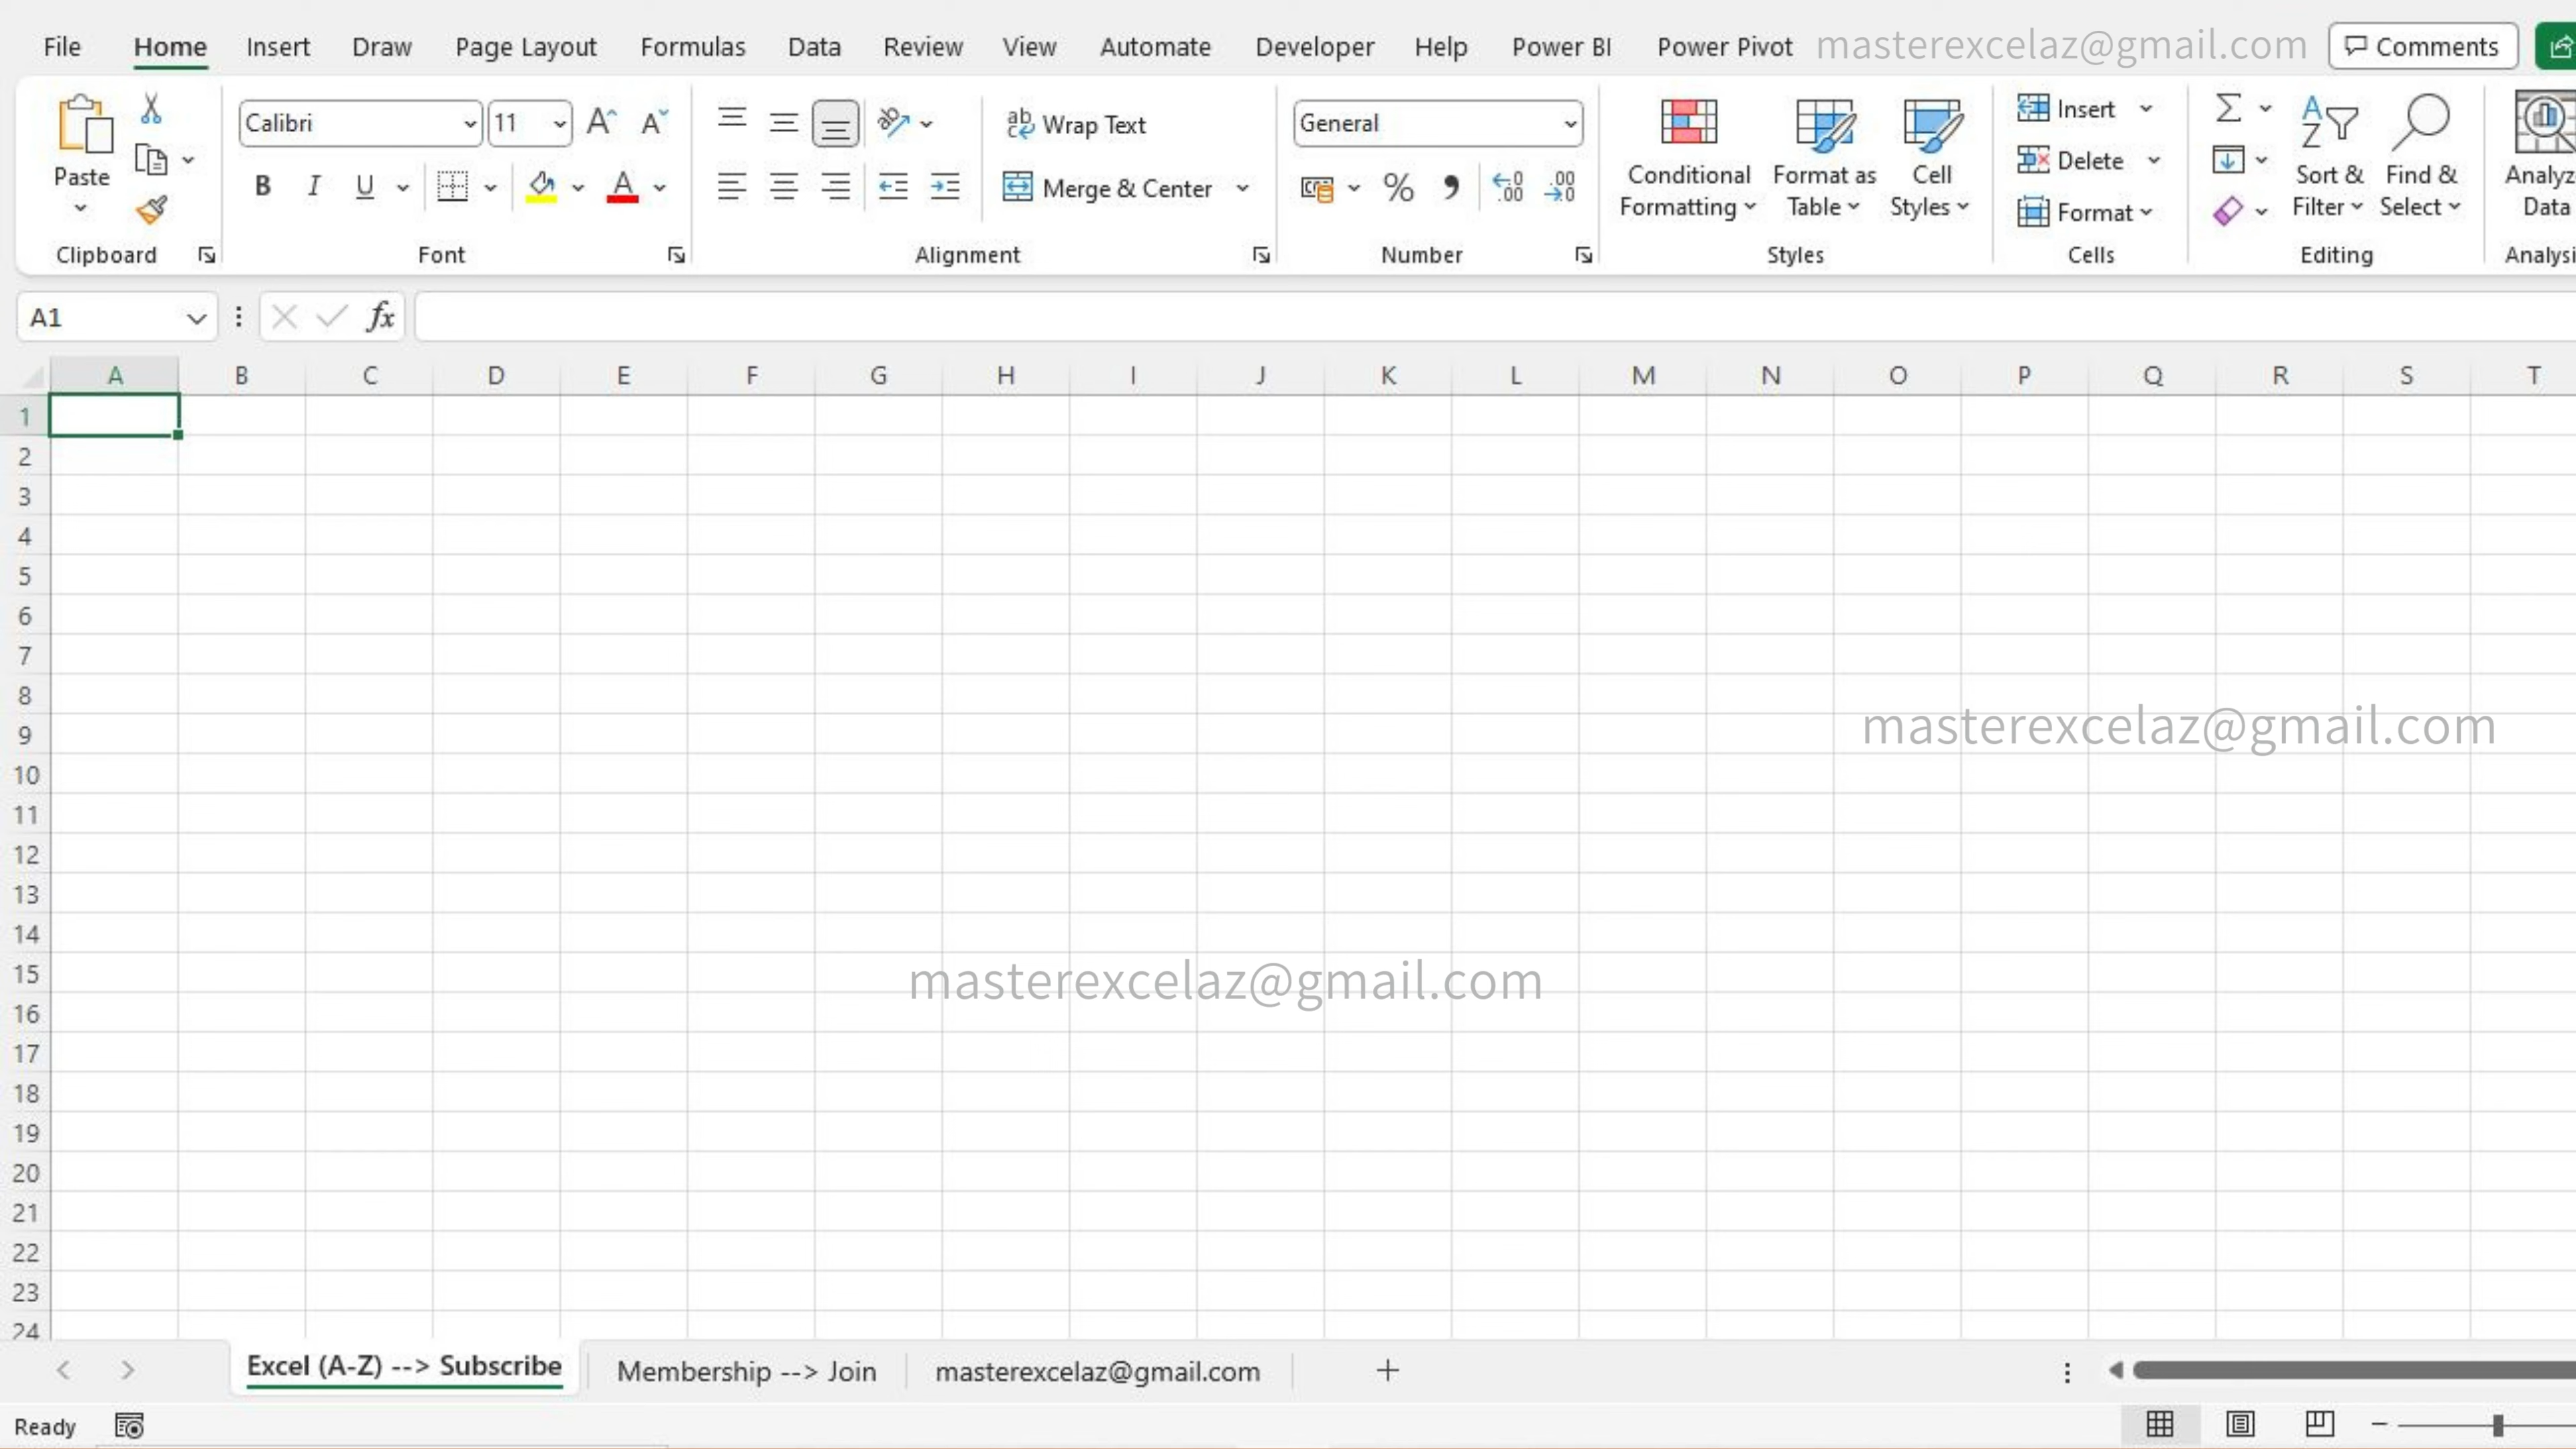 File Home Insert Draw Page Layout Formulas Data Review View Automate Developer Help Power BI Power Pivot masterexcelaz@gmail.com Comments
Calibri 11 A A ab Wrap Text General Insert
Paste Conditional Format as Cell Delete Sort & Find & Analyz
B I U A Merge & Center % Formatting Table Styles Format Filter Select Data
Clipboard Font Alignment Number Styles Cells Editing Analysi
A1 fx
A B C D E F G H I J K L M N O P Q R S T
1
2
3
4
5
6
7
8
masterexcelaz@gmail.com
9
10
11
12
13
14
15 masterexcelaz@gmail.com
16
17
18
19
20
21
22
23
24
Excel (A-Z) --> Subscribe Membership --> Join masterexcelaz@gmail.com
Ready